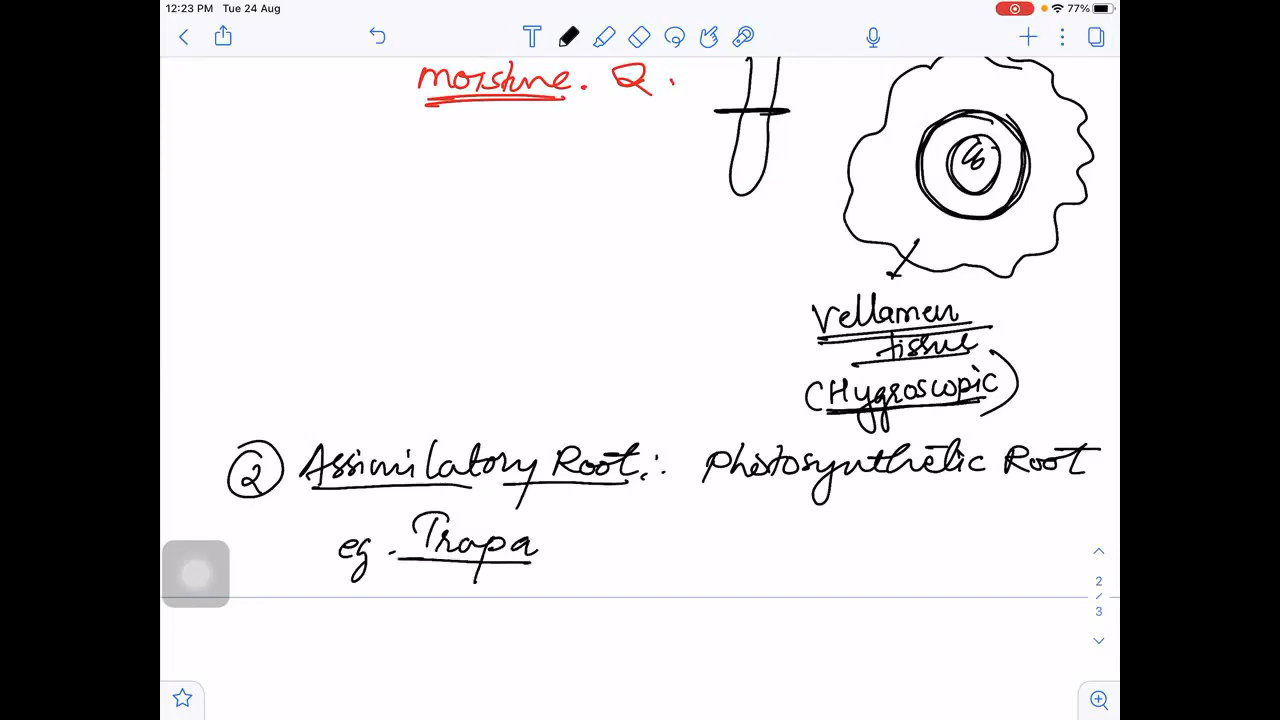 12:23 PM Tue 24 Aug
77%
T
moisture. Q.
Vellamen
tissue
(Hygroscopic)
② Assimilatory Root:. Photosynthetic Root
eg. Trapa
2
/
3